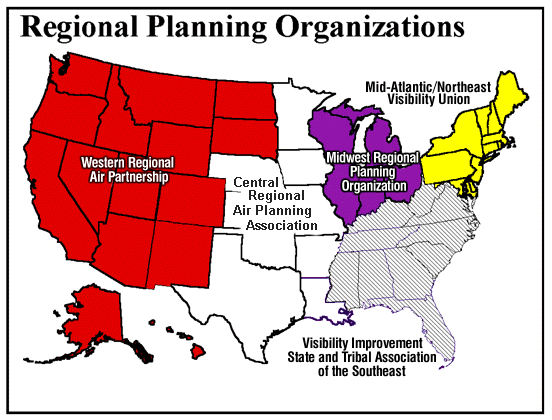 Regional Planning Organizations
Mid-Atlantic/Northeast
Visibility Union
Western Regional
Air Partnership
Midwest Regional
Planning
Organization
Central
Regional
Air Planning
Association
Visibility Improvement
State and Tribal Association
of the Southeast